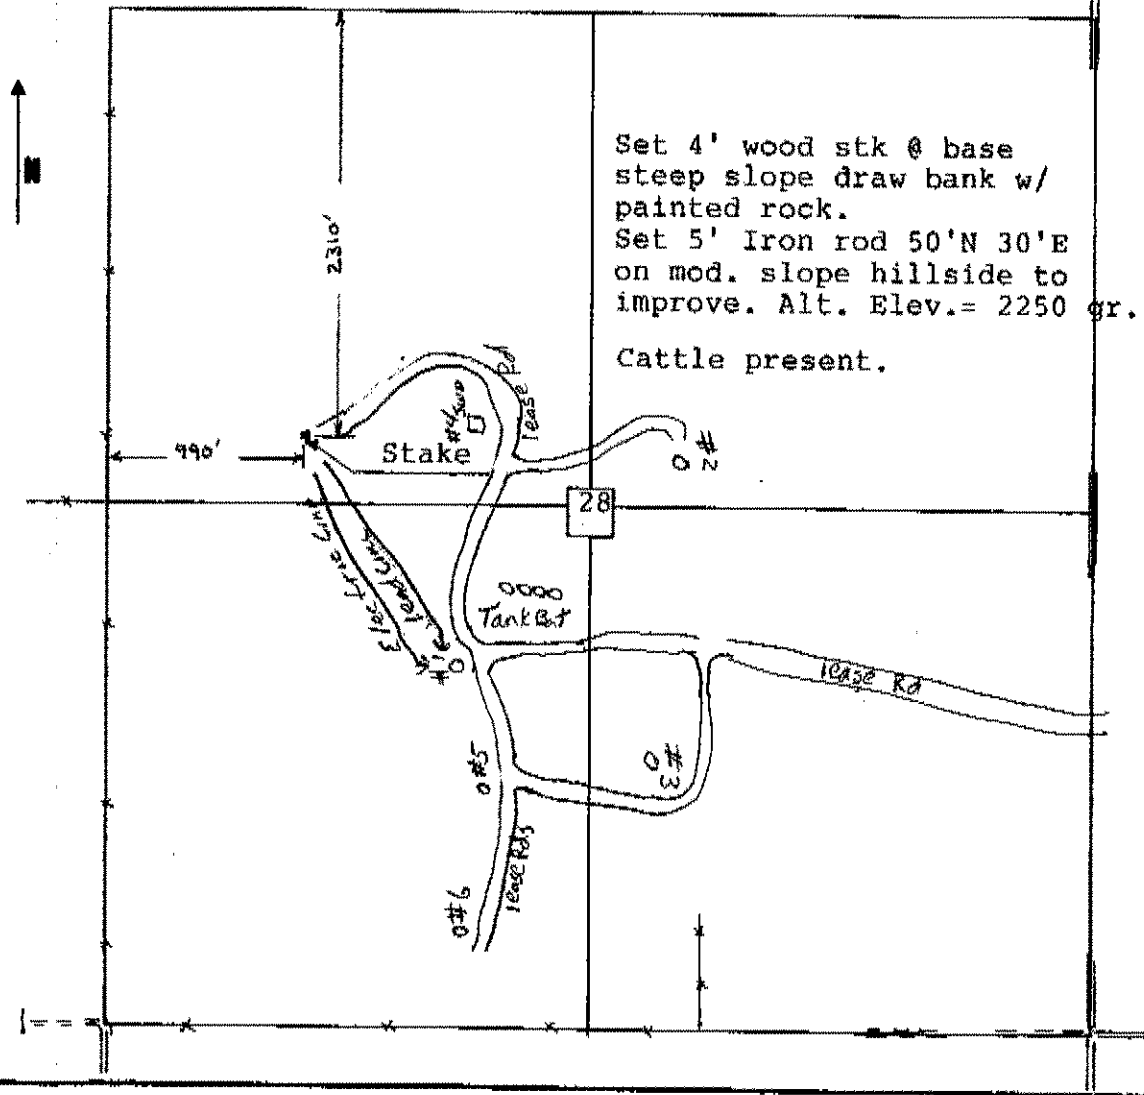 N
Set 4' wood stk @ base
steep slope draw bank w/
painted rock.
Set 5' Iron rod 50'N 30'E
on mod. slope hillside to
improve. Alt. Elev.= 2250 gr.
Cattle present.
2310'
lease Rd
#4 SWD
990'
Stake
#2
28
Elec Line
lead Line
Tank Bat
#1
lease Rd
#5
#3
lease Rds
#6